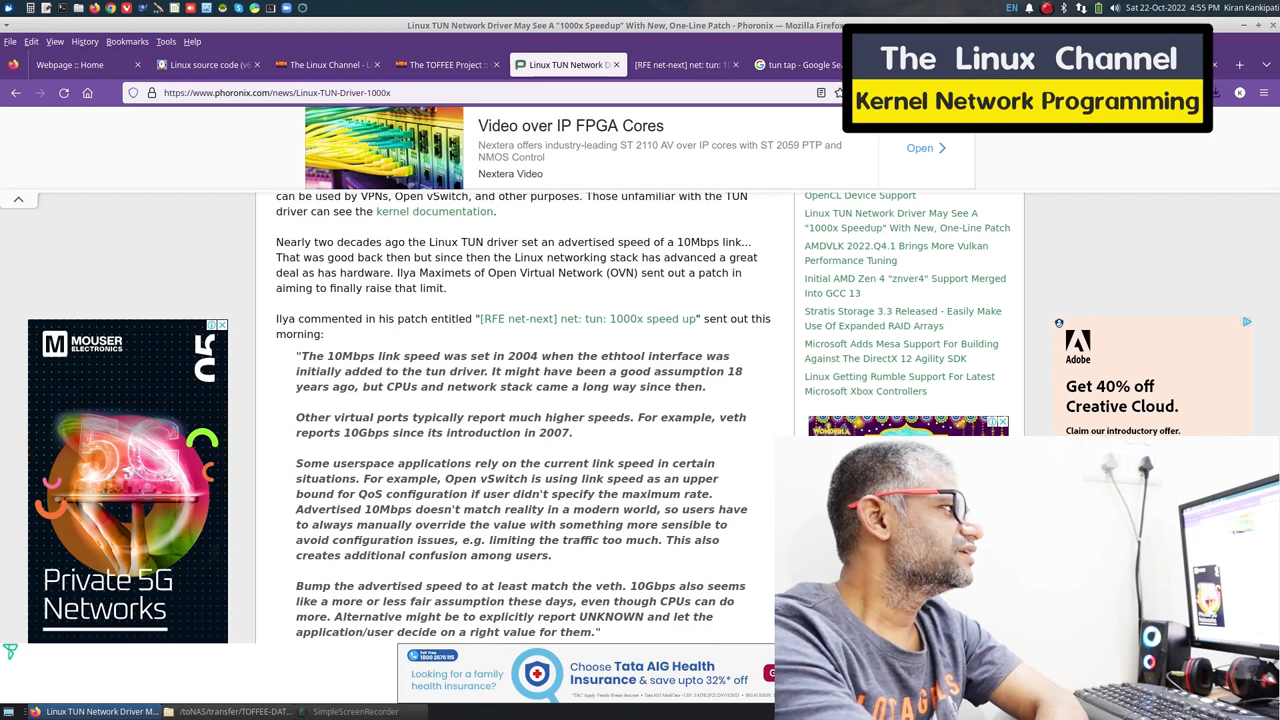 EN
Sat 22-Oct-2022 4:55 PM Kiran Kankipati
Linux TUN Network Driver May See A "1000x Speedup" With New, One-Line Patch - Phoronix — Mozilla Firefox
File Edit View History Bookmarks Tools Help
Webpage :: Home
Linux source code (v6
The Linux Channel - L
The TOFFEE Project ::
Linux TUN Network D
[RFE net-next] net: tun: 1
tun tap - Google Se
The Linux Channel
Kernel Network Programming
https://www.phoronix.com/news/Linux-TUN-Driver-1000x
K
Video over IP FPGA Cores
Nextera offers industry-leading ST 2110 AV over IP cores with ST 2059 PTP and
NMOS Control
Nextera Video
Open
can be used by VPNs, Open vSwitch, and other purposes. Those unfamiliar with the TUN
driver can see the kernel documentation.
Nearly two decades ago the Linux TUN driver set an advertised speed of a 10Mbps link...
That was good back then but since then the Linux networking stack has advanced a great
deal as has hardware. Ilya Maximets of Open Virtual Network (OVN) sent out a patch in
aiming to finally raise that limit.
Ilya commented in his patch entitled "[RFE net-next] net: tun: 1000x speed up" sent out this
morning:
"The 10Mbps link speed was set in 2004 when the ethtool interface was
initially added to the tun driver. It might have been a good assumption 18
years ago, but CPUs and network stack came a long way since then.
Other virtual ports typically report much higher speeds. For example, veth
reports 10Gbps since its introduction in 2007.
Some userspace applications rely on the current link speed in certain
situations. For example, Open vSwitch is using link speed as an upper
bound for QoS configuration if user didn't specify the maximum rate.
Advertised 10Mbps doesn't match reality in a modern world, so users have
to always manually override the value with something more sensible to
avoid configuration issues, e.g. limiting the traffic too much. This also
creates additional confusion among users.
Bump the advertised speed to at least match the veth. 10Gbps also seems
like a more or less fair assumption these days, even though CPUs can do
more. Alternative might be to explicitly report UNKNOWN and let the
application/user decide on a right value for them."
OpenCL Device Support
Linux TUN Network Driver May See A
"1000x Speedup" With New, One-Line Patch
AMDVLK 2022.Q4.1 Brings More Vulkan
Performance Tuning
Initial AMD Zen 4 "znver4" Support Merged
Into GCC 13
Stratis Storage 3.3 Released - Easily Make
Use Of Expanded RAID Arrays
Microsoft Adds Mesa Support For Building
Against The DirectX 12 Agility SDK
Linux Getting Rumble Support For Latest
Microsoft Xbox Controllers
WONDERLA
MOUSER
ELECTRONICS
Private 5G
Networks
Adobe
Get 40% off
Creative Cloud.
Claim our introductory offer.
1800 2676 115
Looking for a family
health insurance?
Choose Tata AIG Health
Insurance & save upto 32%* off
Linux TUN Network Driver M...
/toNAS/transfer/TOFFEE-DAT...
SimpleScreenRecorder